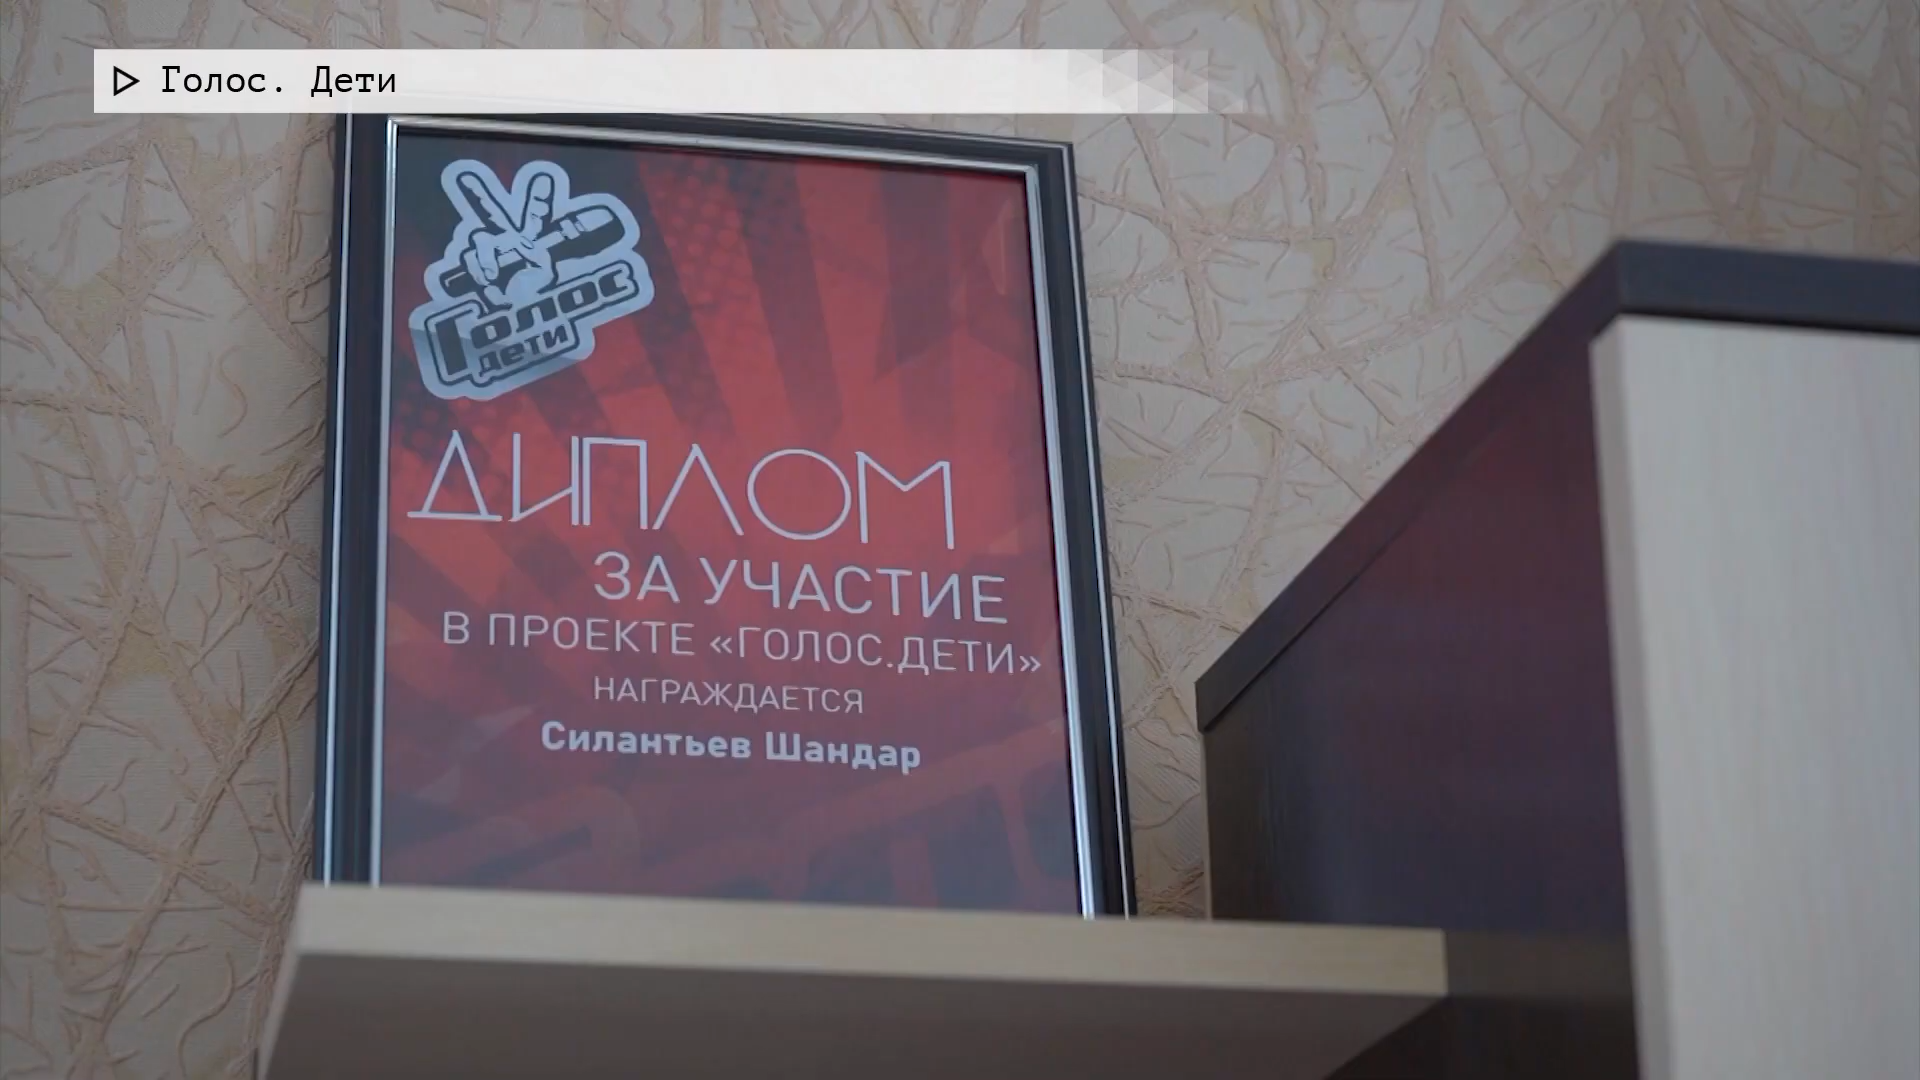 Голос. Дети
Голос
дети
ДИПЛОМ
ЗА УЧАСТИЕ
В ПРОЕКТЕ «ГОЛОС.ДЕТИ»
НАГРАЖДАЕТСЯ
Силантьев Шандар